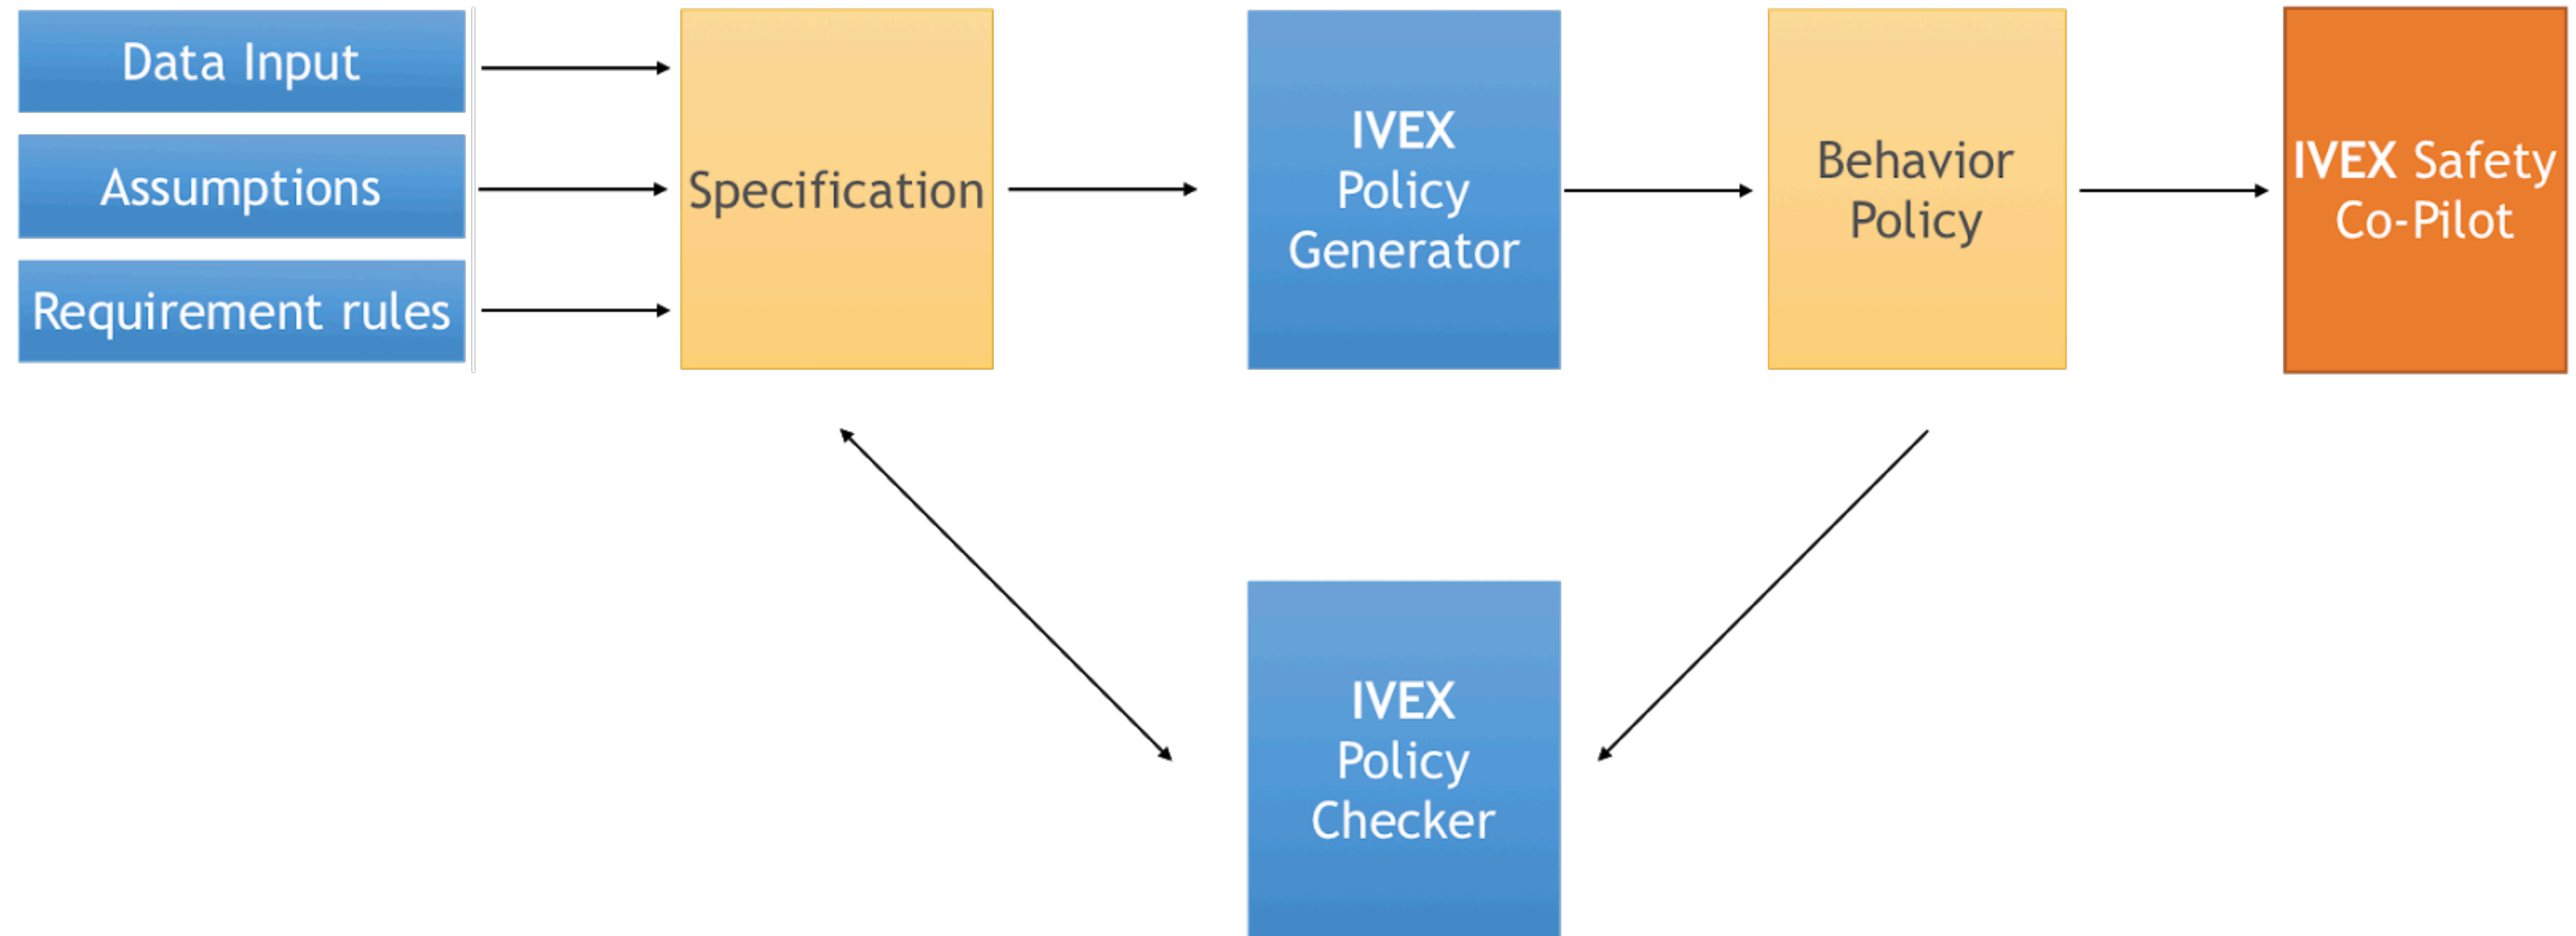 Data Input
Assumptions
Requirement rules
Specification
IVEX
Policy
Generator
Behavior
Policy
IVEX Safety
Co-Pilot
IVEX
Policy
Checker